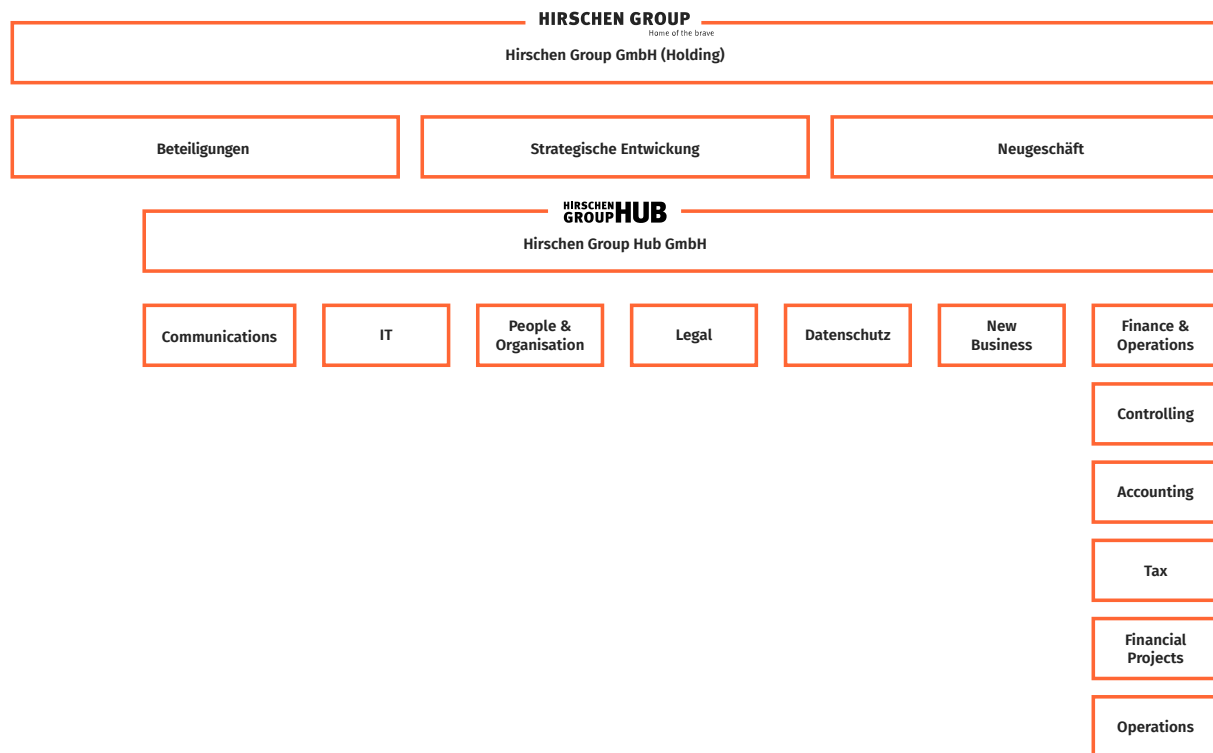 HIRSCHEN GROUP
Home of the brave
Hirschen Group GmbH (Holding)
Beteiligungen
Strategische Entwickung
Neugeschäft
HIRSCHEN
GROUP HUB
Hirschen Group Hub GmbH
Communications
IT
People &
Organisation
Legal
Datenschutz
New
Business
Finance &
Operations
Controlling
Accounting
Tax
Financial
Projects
Operations